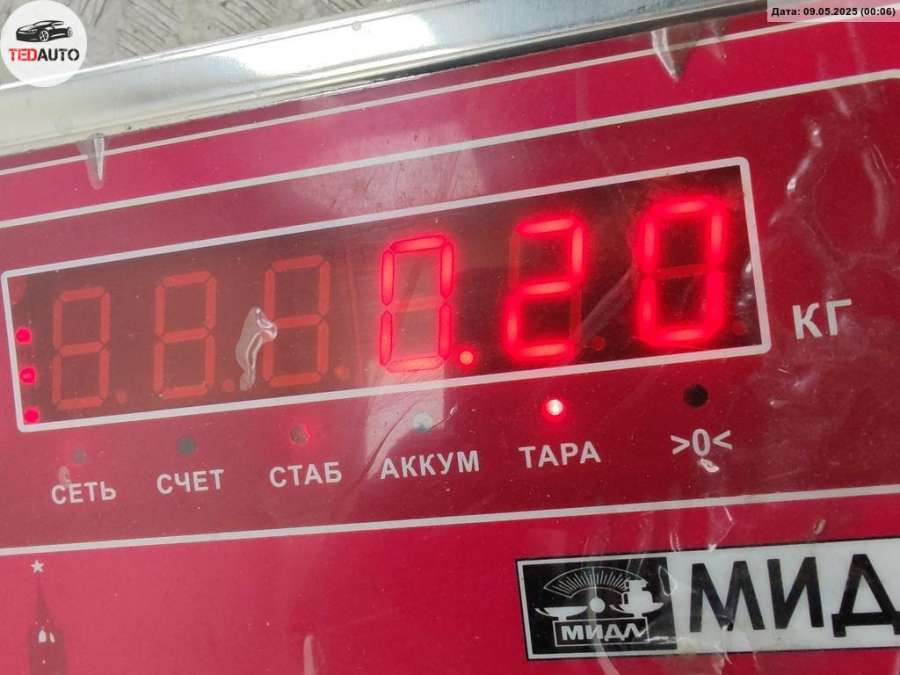 TEDAUTO
Дата: 09.05.2025 (00:06)
0.20
КГ
СЕТЬ СЧЕТ СТАБ АККУМ ТАРА >0<
МИДЛ
МИД